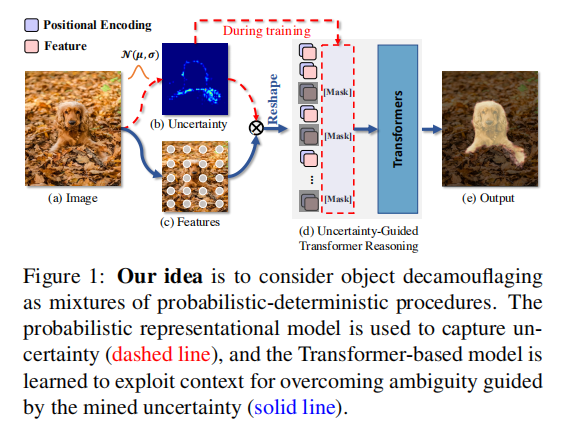 Positional Encoding
Feature
During training
𝒩(μ, σ)
(a) Image
(b) Uncertainty
(c) Features
Reshape
[Mask]
[Mask]
[Mask]
Transformers
(d) Uncertainty-Guided
Transformer Reasoning
(e) Output
Figure 1: Our idea is to consider object decamouflaging
as mixtures of probabilistic-deterministic procedures. The
probabilistic representational model is used to capture un-
certainty (dashed line), and the Transformer-based model is
learned to exploit context for overcoming ambiguity guided
by the mined uncertainty (solid line).